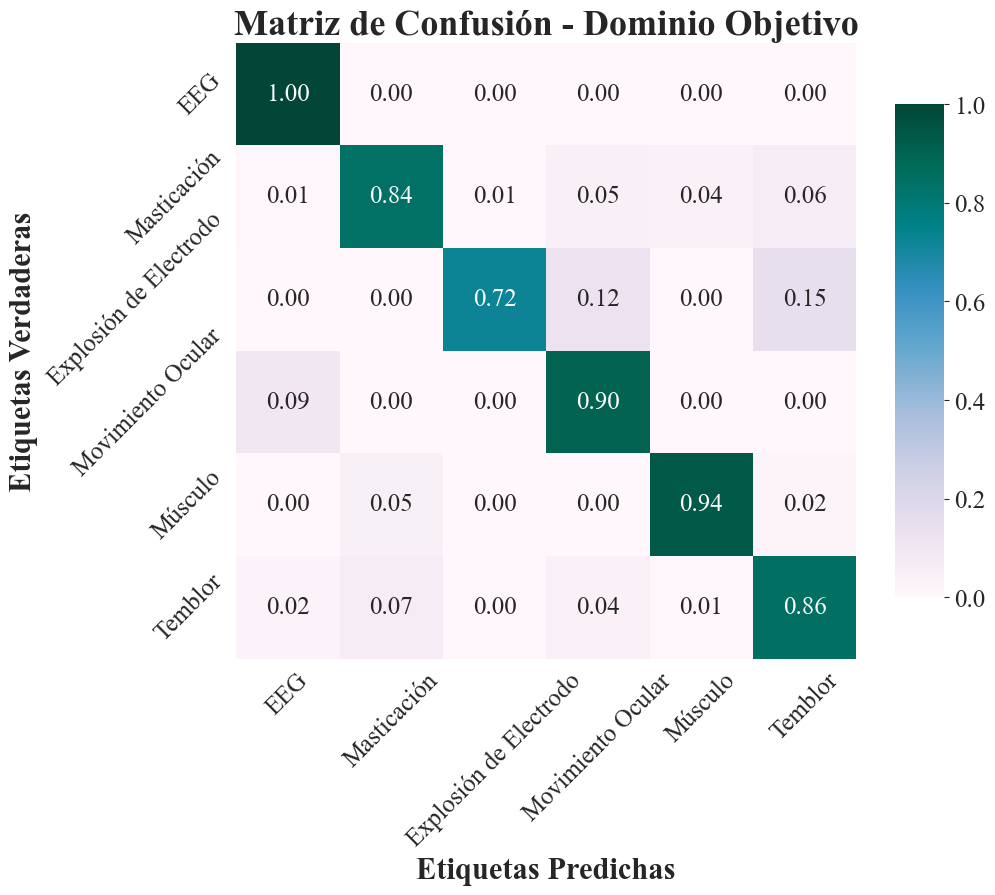 Matriz de Confusión - Dominio Objetivo
Etiquetas Verdaderas
EEG
1.00 0.00 0.00 0.00 0.00 0.00
Masticación
0.01 0.84 0.01 0.05 0.04 0.06
Explosión de Electrodo
0.00 0.00 0.72 0.12 0.00 0.15
Movimiento Ocular
0.09 0.00 0.00 0.90 0.00 0.00
Músculo
0.00 0.05 0.00 0.00 0.94 0.02
Temblor
0.02 0.07 0.00 0.04 0.01 0.86
EEG
Masticación
Explosión de Electrodo
Movimiento Ocular
Músculo
Temblor
Etiquetas Predichas
1.0
0.8
0.6
0.4
0.2
0.0